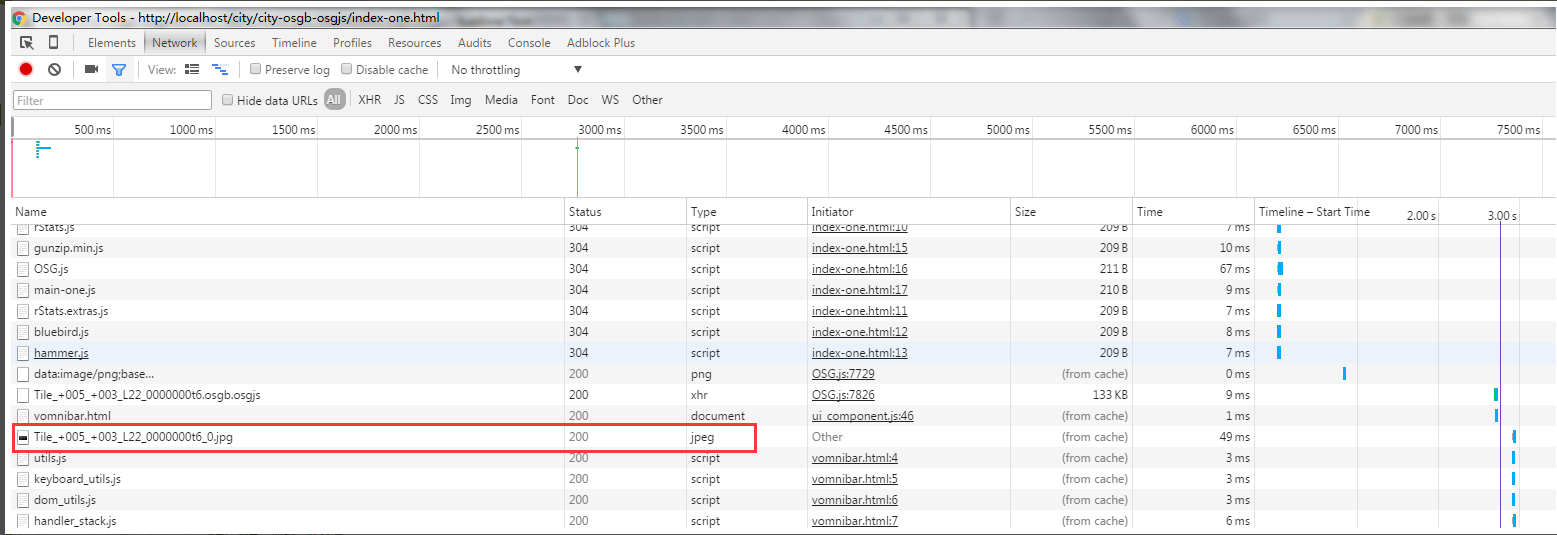 Developer Tools - http://localhost/city/city-osgb-osgjs/index-one.html
Elements Network Sources Timeline Profiles Resources Audits Console Adblock Plus
View: Preserve log Disable cache No throttling ▼
Filter Hide data URLs All XHR JS CSS Img Media Font Doc WS Other
500 ms 1000 ms 1500 ms 2000 ms 2500 ms 3000 ms 3500 ms 4000 ms 4500 ms 5000 ms 5500 ms 6000 ms 6500 ms 7000 ms 7500 ms
Name Status Type Initiator Size Time Timeline – Start Time 2.00 s 3.00 s
rStats.js 304 script index-one.html:10 209 B 7 ms
gunzip.min.js 304 script index-one.html:15 209 B 10 ms
OSG.js 304 script index-one.html:16 211 B 67 ms
main-one.js 304 script index-one.html:17 210 B 9 ms
rStats.extras.js 304 script index-one.html:11 209 B 7 ms
bluebird.js 304 script index-one.html:12 209 B 8 ms
hammer.js 304 script index-one.html:13 209 B 7 ms
data:image/png;base... 200 png OSG.js:7729 (from cache) 0 ms
Tile_+005_+003_L22_0000000t6.osgb.osgjs 200 xhr OSG.js:7826 133 KB 9 ms
vomnibar.html 200 document ui_component.js:46 (from cache) 1 ms
Tile_+005_+003_L22_0000000t6_0.jpg 200 jpeg Other (from cache) 49 ms
utils.js 200 script vomnibar.html:4 (from cache) 3 ms
keyboard_utils.js 200 script vomnibar.html:5 (from cache) 3 ms
dom_utils.js 200 script vomnibar.html:6 (from cache) 3 ms
handler_stack.js 200 script vomnibar.html:7 (from cache) 6 ms